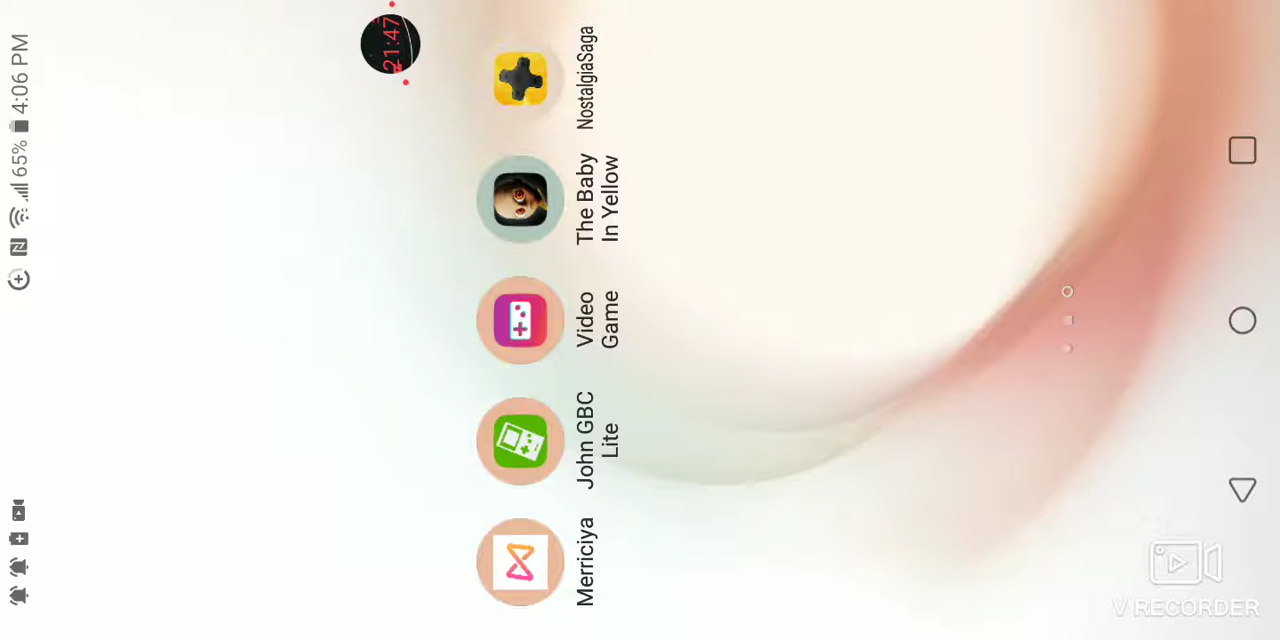 4:06 PM
65%
21:47
Merriciya
John GBC
Lite
Video
Game
The Baby
In Yellow
NostalgiaSaga
V RECORDER